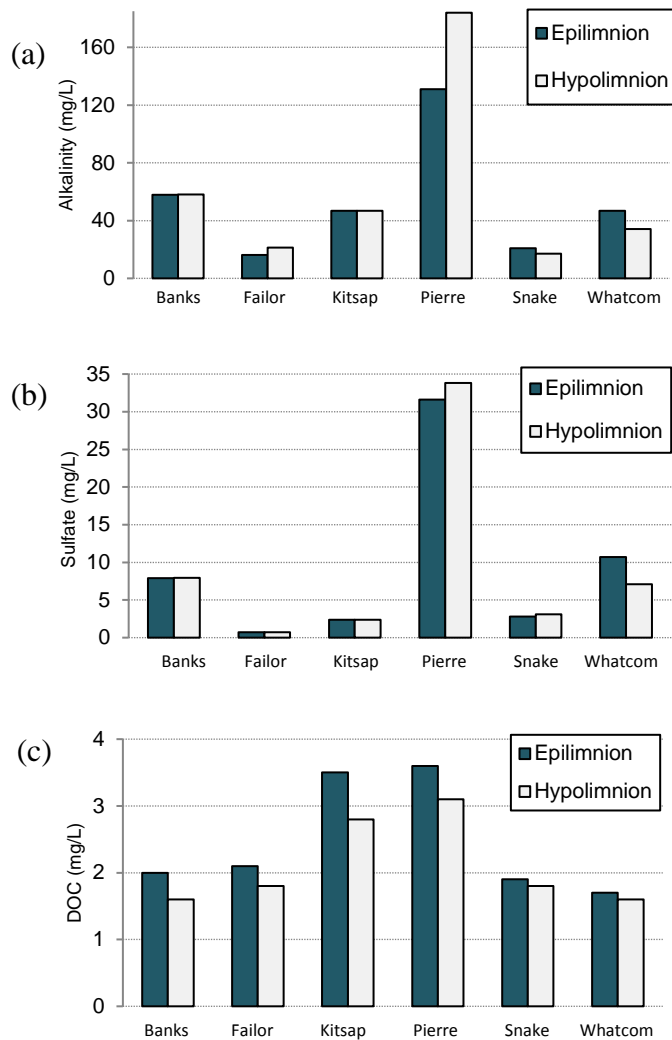 (a)
Alkalinity (mg/L)
160
120
80
40
0
Epilimnion
Hypolimnion
Banks Failor Kitsap Pierre Snake Whatcom
(b)
Sulfate (mg/L)
35
30
25
20
15
10
5
0
Epilimnion
Hypolimnion
Banks Failor Kitsap Pierre Snake Whatcom
(c)
DOC (mg/L)
4
3
2
1
0
Epilimnion
Hypolimnion
Banks Failor Kitsap Pierre Snake Whatcom